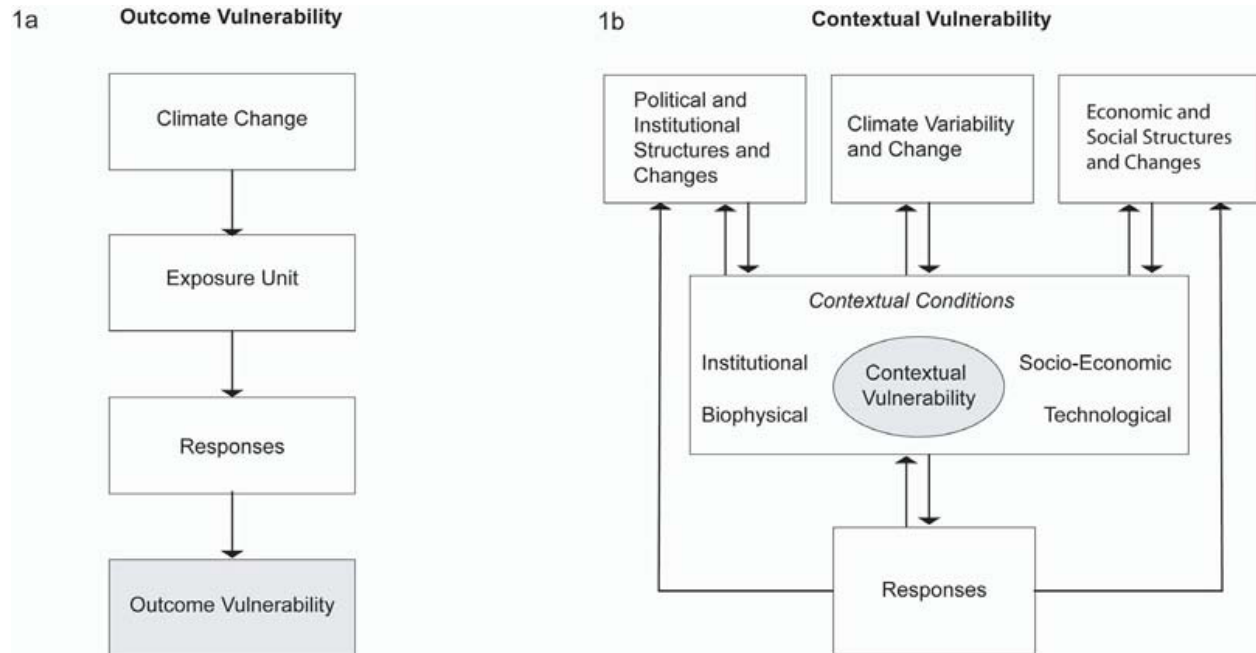 1a
Outcome Vulnerability
Climate Change
Exposure Unit
Responses
Outcome Vulnerability
1b
Contextual Vulnerability
Political and
Institutional
Structures and
Changes
Climate Variability
and Change
Economic and
Social Structures
and Changes
Contextual Conditions
Institutional
Biophysical
Contextual
Vulnerability
Socio-Economic
Technological
Responses